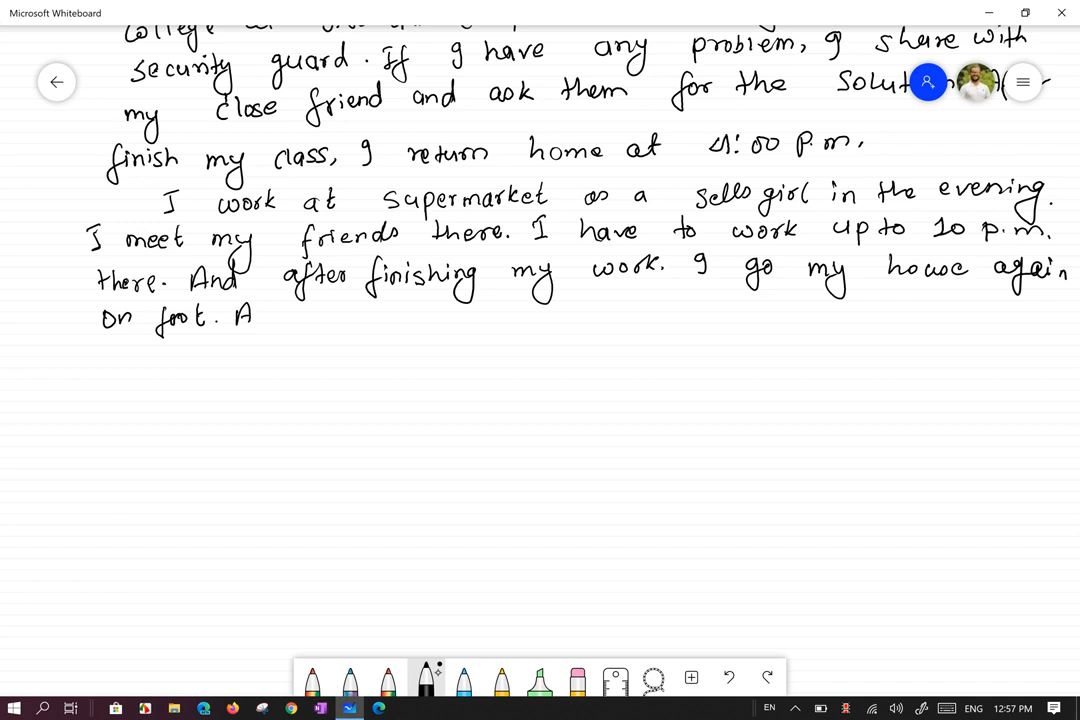 Microsoft Whiteboard
college
security guard. If I have any problem, I share with
my close friend and ask them for the
finish my class, I return home at 4:00 p.m.
I work at supermarket as a sells girl in the evening.
I meet my friends there. I have to work up to 10 p.m.
there. And after finishing my work. I go my house again
on foot. A
EN ENG 12:57 PM